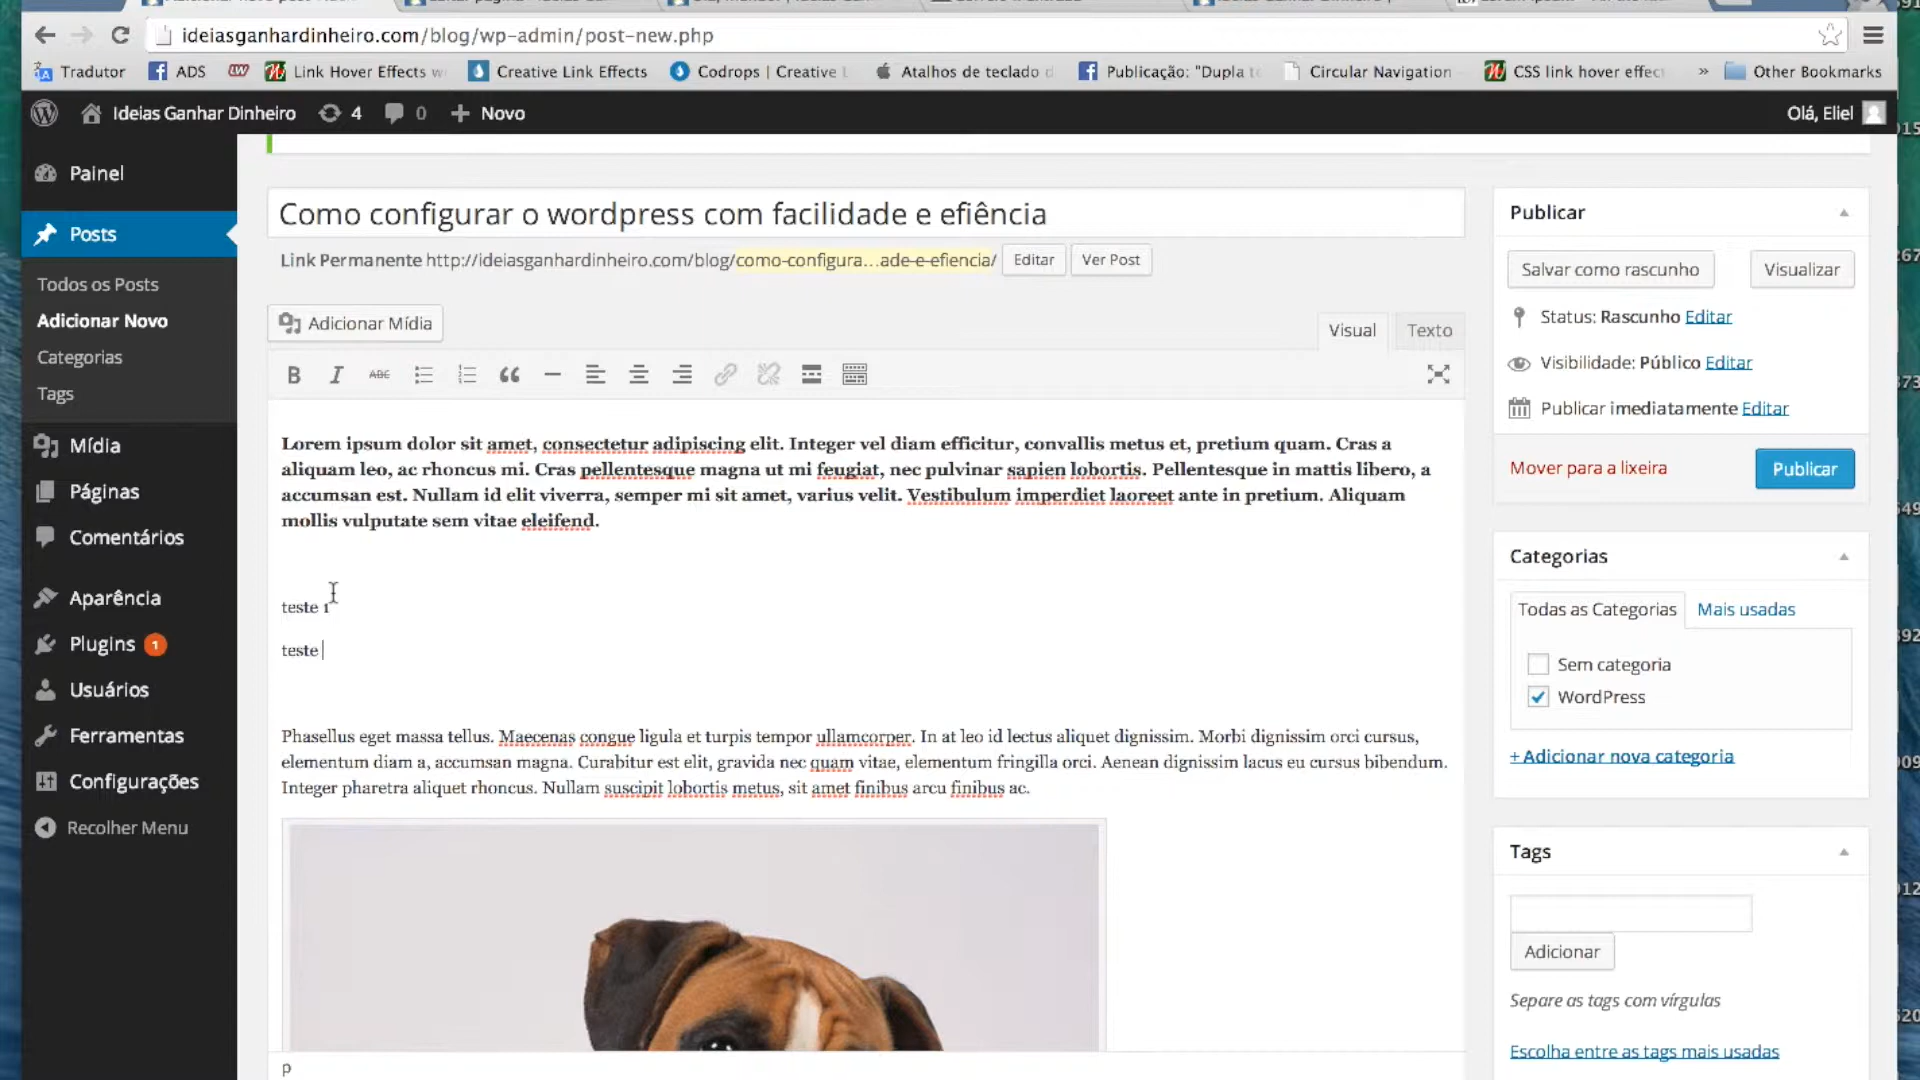 ideiasganhardinheiro.com/blog/wp-admin/post-new.php
Tradutor
ADS
Link Hover Effects
Creative Link Effects
Codrops | Creative
Atalhos de teclado
Publicação: "Dupla
Circular Navigation
CSS link hover
»
Other Bookmarks
Ideias Ganhar Dinheiro
4
0
Novo
Olá, Eliel
Painel
Posts
Todos os Posts
Adicionar Novo
Categorias
Tags
Mídia
Páginas
Comentários
Aparência
Plugins 1
Usuários
Ferramentas
Configurações
Recolher Menu
Como configurar o wordpress com facilidade e efiência
Link Permanente http://ideiasganhardinheiro.com/blog/como-configura...ade-e-efiencia/
Editar
Ver Post
Adicionar Mídia
Visual
Texto
B I ABC
Lorem ipsum dolor sit amet, consectetur adipiscing elit. Integer vel diam efficitur, convallis metus et, pretium quam. Cras a
aliquam leo, ac rhoncus mi. Cras pellentesque magna ut mi feugiat, nec pulvinar sapien lobortis. Pellentesque in mattis libero, a
accumsan est. Nullam id elit viverra, semper mi sit amet, varius velit. Vestibulum imperdiet laoreet ante in pretium. Aliquam
mollis vulputate sem vitae eleifend.
teste 1
teste
Phasellus eget massa tellus. Maecenas congue ligula et turpis tempor ullamcorper. In at leo id lectus aliquet dignissim. Morbi dignissim orci cursus,
elementum diam a, accumsan magna. Curabitur est elit, gravida nec quam vitae, elementum fringilla orci. Aenean dignissim lacus eu cursus bibendum.
Integer pharetra aliquet rhoncus. Nullam suscipit lobortis metus, sit amet finibus arcu finibus ac.
p
Publicar
Salvar como rascunho
Visualizar
Status: Rascunho Editar
Visibilidade: Público Editar
Publicar imediatamente Editar
Mover para a lixeira
Publicar
Categorias
Todas as Categorias
Mais usadas
Sem categoria
WordPress
+ Adicionar nova categoria
Tags
Adicionar
Separe as tags com vírgulas
Escolha entre as tags mais usadas